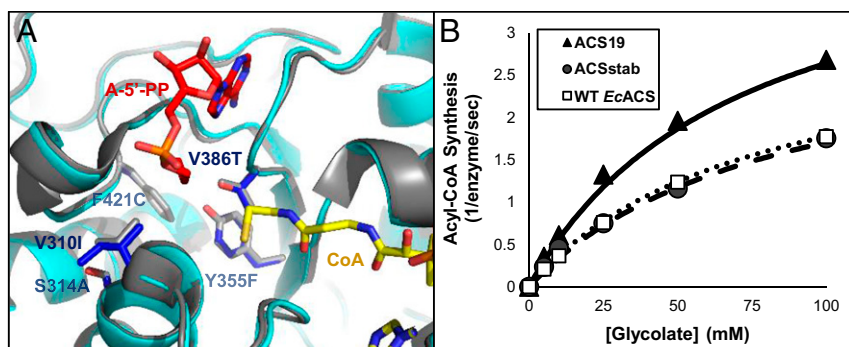 A
A-5'-PP
V386T
F421C
V310I
S314A
Y355F
CoA
B
Acyl-CoA Synthesis
(1/enzyme/sec)
3
2.5
2
1.5
1
0.5
0
ACS19
ACSstab
WT EcACS
0
25
50
75
100
[Glycolate] (mM)